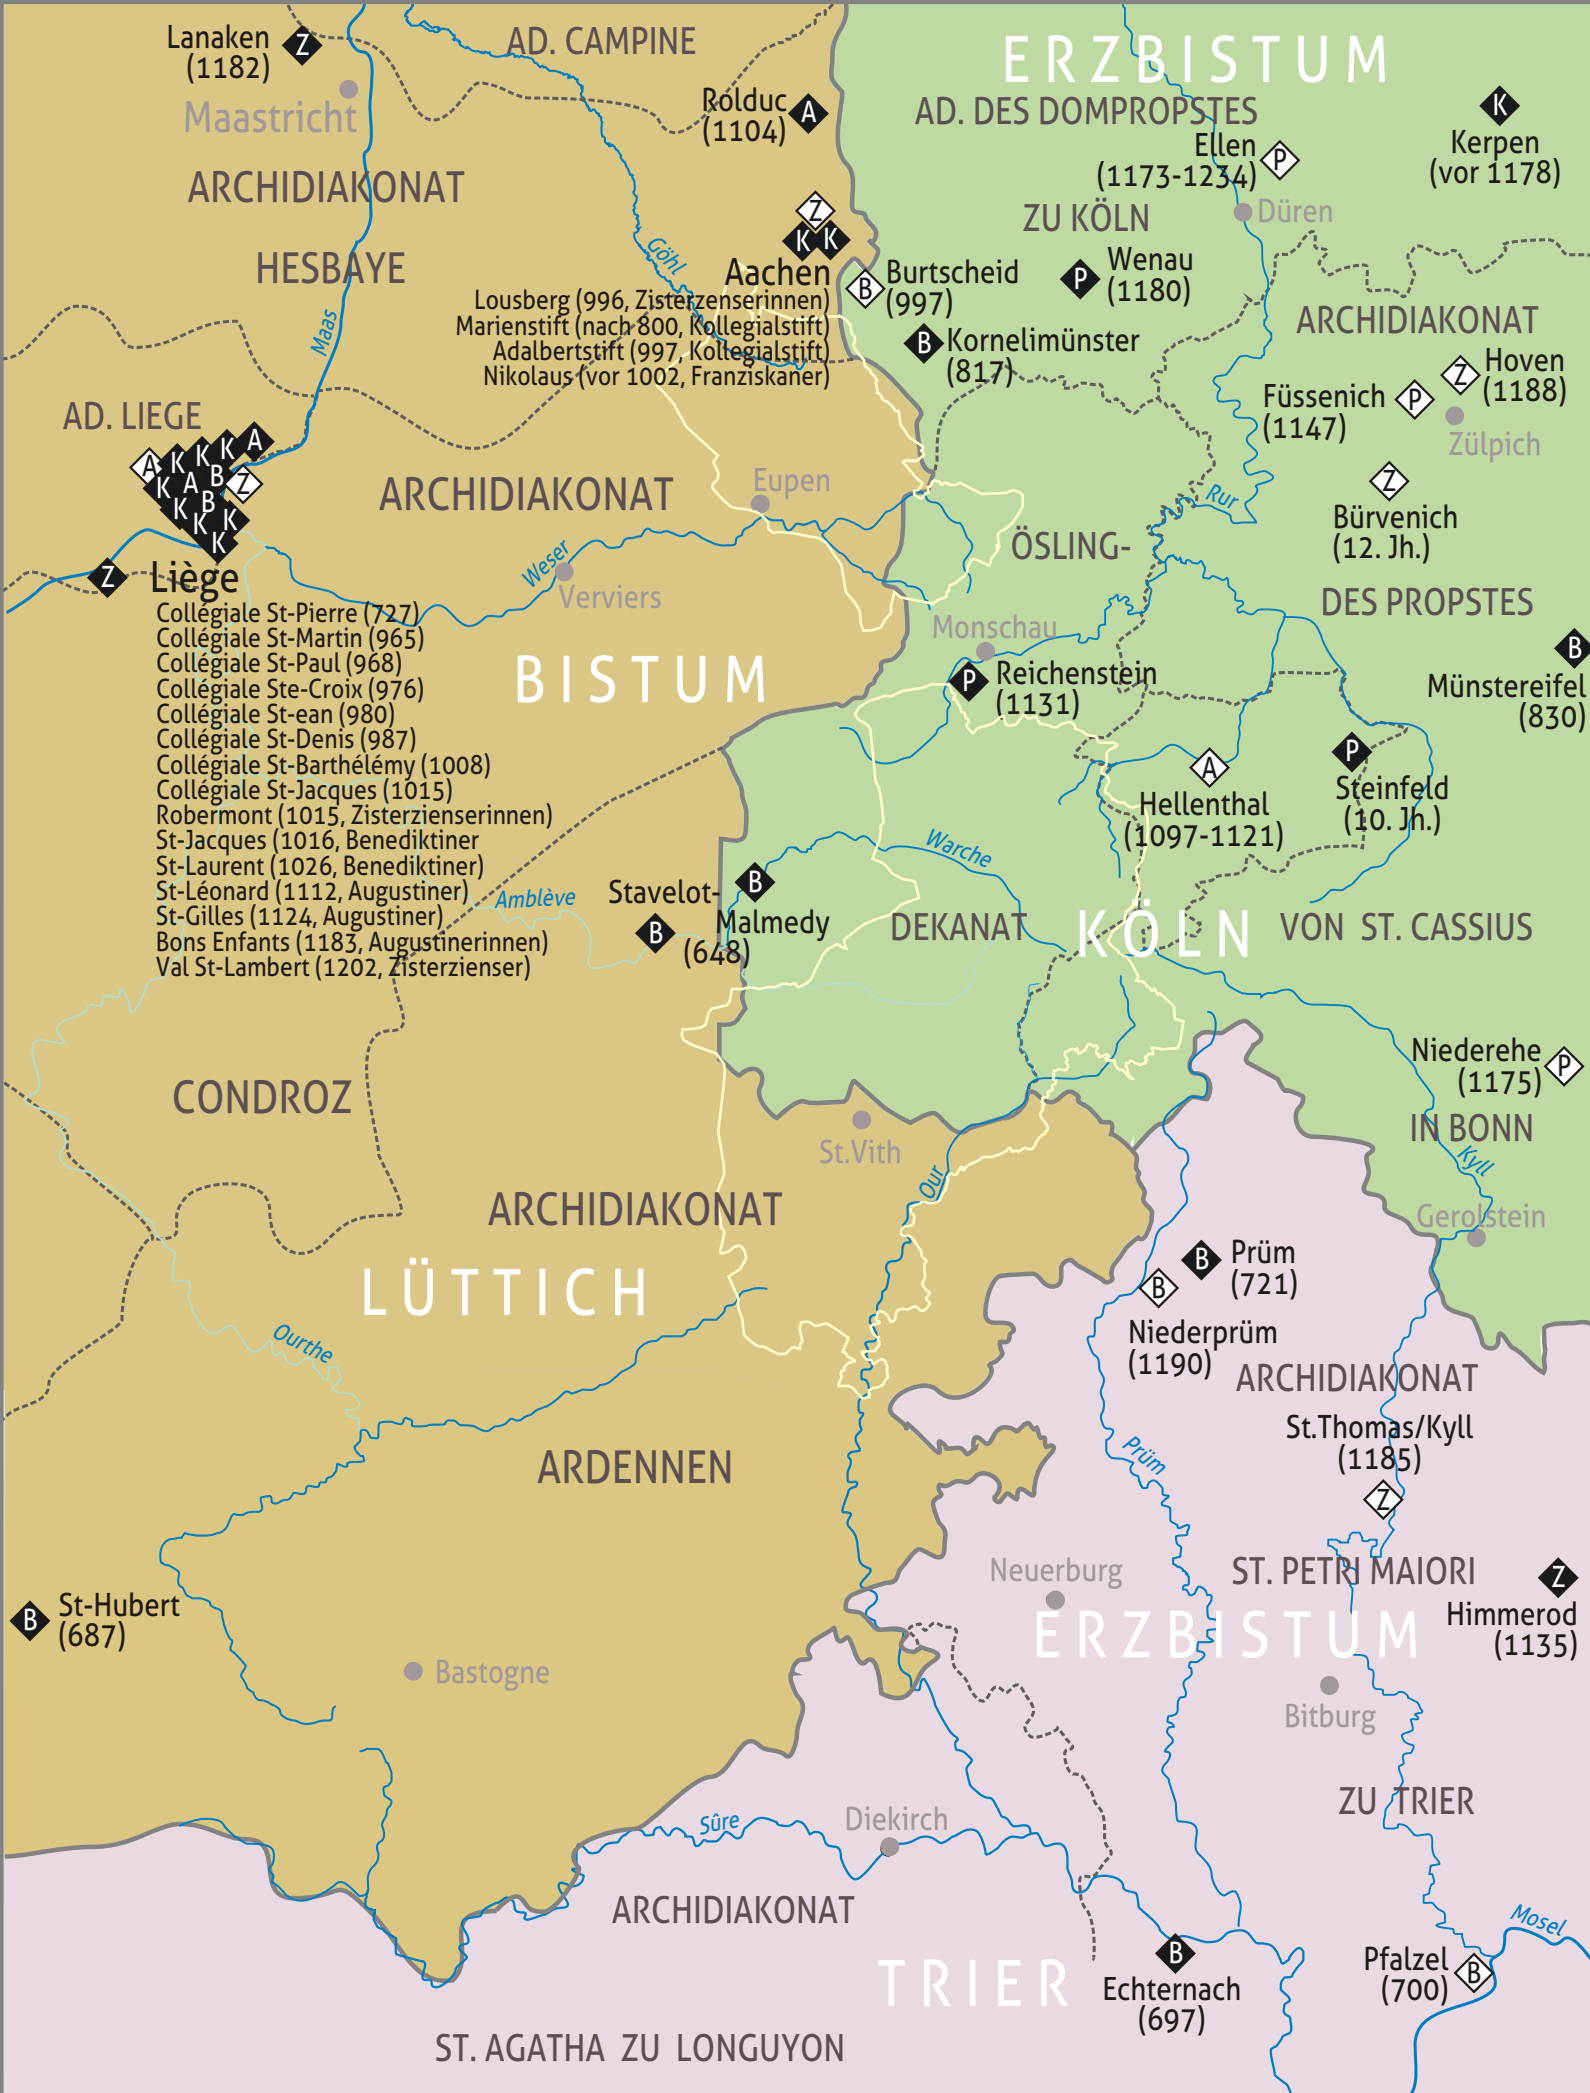 Lanaken
(1182)
Z
Maastricht
AD. CAMPINE
Rolduc
(1104)
A
ARCHIDIAKONAT
HESBAYE
Maas
Göhl
Z
K K
Aachen
Lousberg (996, Zisterzenserinnen)
Marienstift (nach 800, Kollegialstift)
Adalbertstift (997, Kollegialstift)
Nikolaus (vor 1002, Franziskaner)
ERZBISTUM
AD. DES DOMPROPSTES
ZU KÖLN
Ellen
(1173-1234)
P
Düren
K
Kerpen
(vor 1178)
B
Burtscheid
(997)
P
Wenau
(1180)
B
Kornelimünster
(817)
ARCHIDIAKONAT
Z
Hoven
(1188)
Füssenich
(1147)
P
Zülpich
Z
Bürvenich
(12. Jh.)
Rur
AD. LIEGE
A K K K A
K A B Z
K B
K K
K
Z
Liège
Collégiale St-Pierre (727)
Collégiale St-Martin (965)
Collégiale St-Paul (968)
Collégiale Ste-Croix (976)
Collégiale St-ean (980)
Collégiale St-Denis (987)
Collégiale St-Barthélémy (1008)
Collégiale St-Jacques (1015)
Robermont (1015, Zisterzienserinnen)
St-Jacques (1016, Benediktiner
St-Laurent (1026, Benediktiner)
St-Léonard (1112, Augustiner)
St-Gilles (1124, Augustiner)
Bons Enfants (1183, Augustinerinnen)
Val St-Lambert (1202, Zisterzienser)
ARCHIDIAKONAT
Eupen
Weser
Verviers
BISTUM
ÖSLING-
DES PROPSTES
Monschau
P
Reichenstein
(1131)
B
Münstereifel
(830)
A
Hellenthal
(1097-1121)
P
Steinfeld
(10. Jh.)
Warche
Amblève
Stavelot-
Malmedy
(648)
B
B
DEKANAT
KÖLN
VON ST. CASSIUS
CONDROZ
Niederehe
(1175)
P
IN BONN
St.Vith
Our
Kyll
Gerolstein
ARCHIDIAKONAT
LÜTTICH
Ourthe
B
Prüm
(721)
B
Niederprüm
(1190)
ARCHIDIAKONAT
St.Thomas/Kyll
(1185)
Z
Prüm
ARDENNEN
Neuerburg
ST. PETRI MAIORI
ERZBISTUM
Z
Himmerod
(1135)
B
St-Hubert
(687)
Bastogne
Bitburg
ZU TRIER
Sûre
Diekirch
ARCHIDIAKONAT
Mosel
TRIER
B
Echternach
(697)
Pfalzel
(700)
B
ST. AGATHA ZU LONGUYON